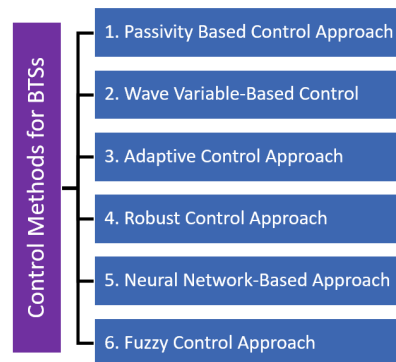 Control Methods for BTSs
1. Passivity Based Control Approach
2. Wave Variable-Based Control
3. Adaptive Control Approach
4. Robust Control Approach
5. Neural Network-Based Approach
6. Fuzzy Control Approach